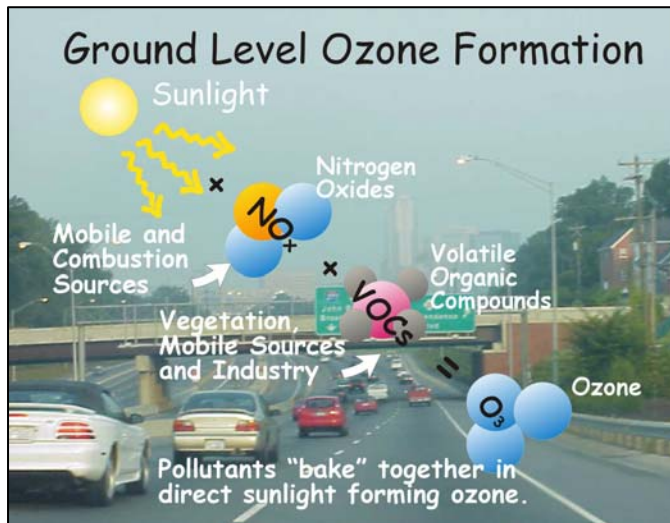 Ground Level Ozone Formation
Sunlight
+
Nitrogen
Oxides
NOx
Mobile and
Combustion
Sources
+
Volatile
Organic
Compounds
VOCs
John
Vegetation,
Mobile Sources
and Industry
=
Ozone
O3
Pollutants “bake” together in
direct sunlight forming ozone.